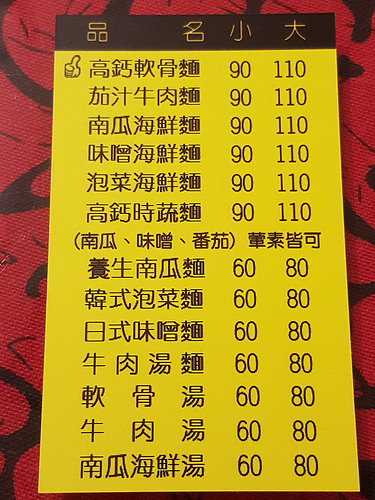 品 名 小 大
高鈣軟骨麵 90 110
茄汁牛肉麵 90 110
南瓜海鮮麵 90 110
味噌海鮮麵 90 110
泡菜海鮮麵 90 110
高鈣時蔬麵 90 110
(南瓜、味噌、番茄) 葷素皆可
養生南瓜麵 60 80
韓式泡菜麵 60 80
日式味噌麵 60 80
牛肉湯麵 60 80
軟骨湯 60 80
牛肉湯 60 80
南瓜海鮮湯 60 80